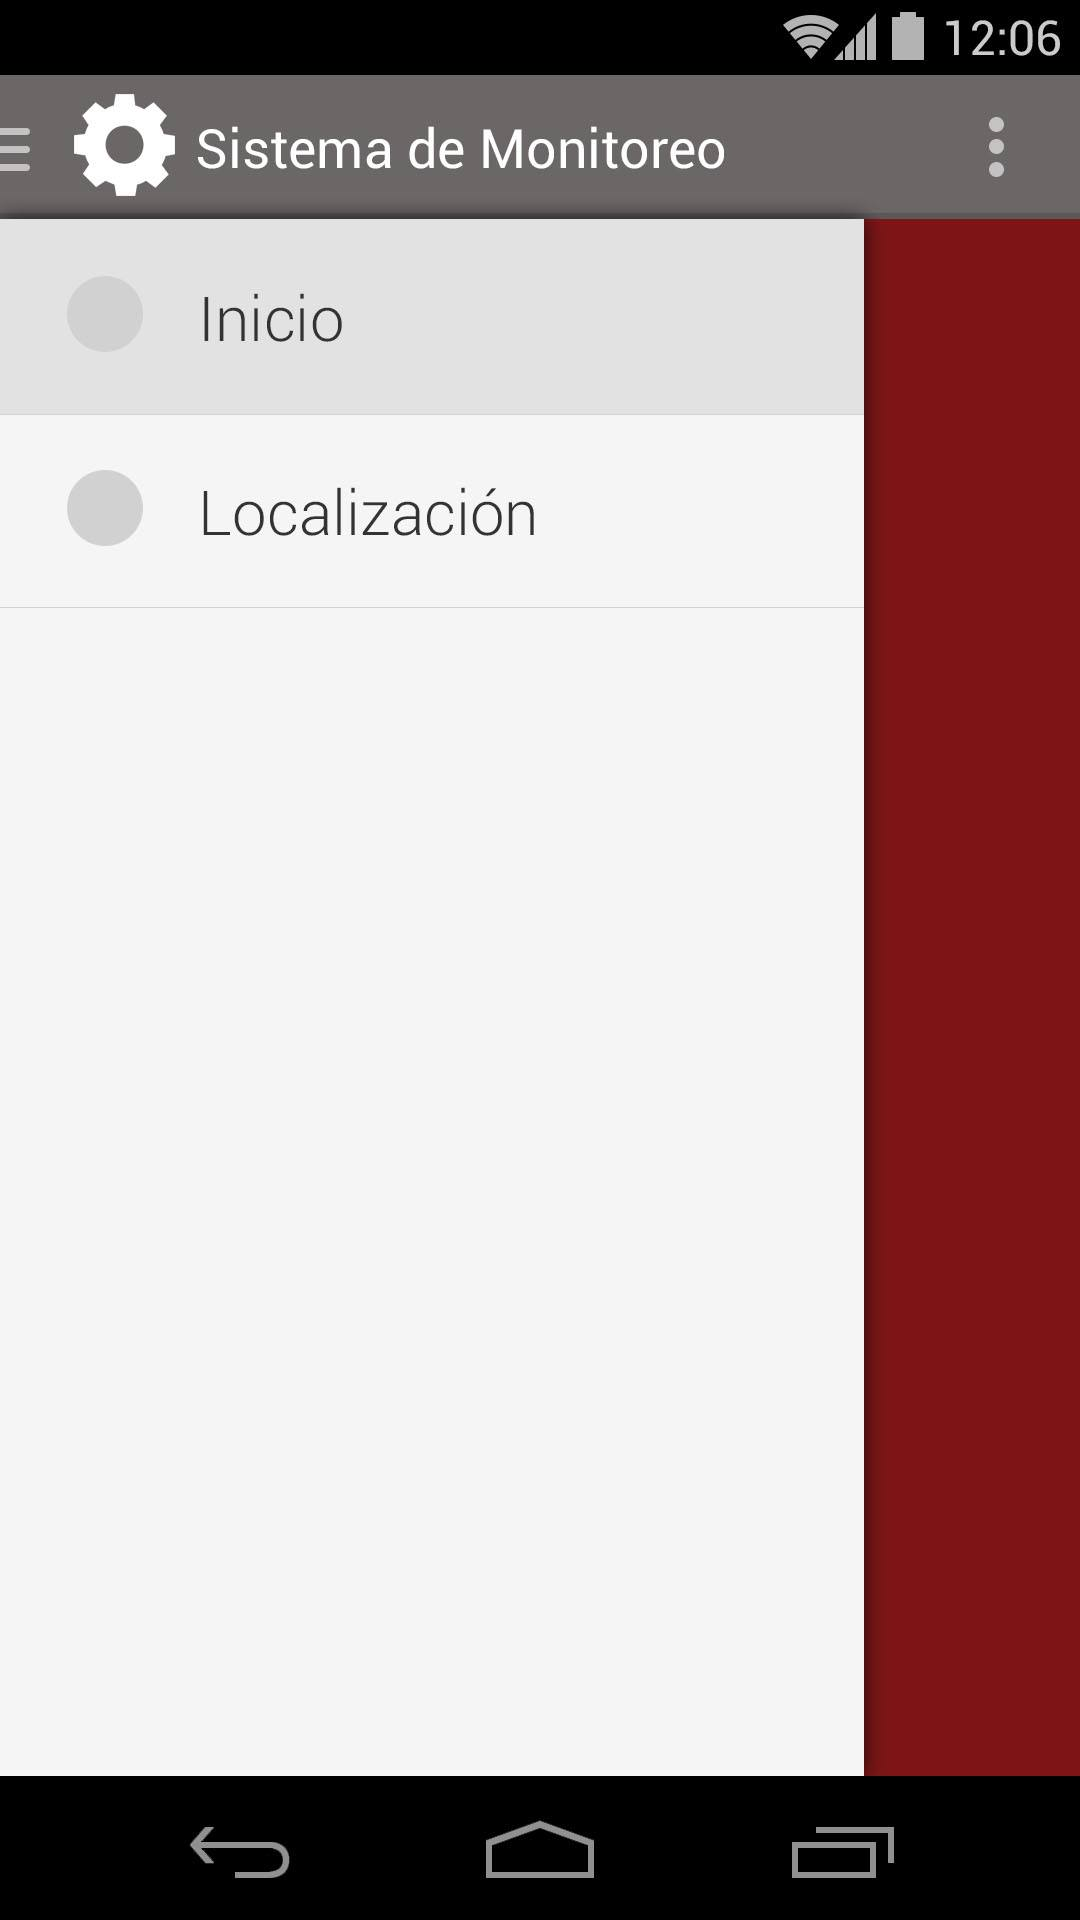 12:06
Sistema de Monitoreo
Inicio
Localización